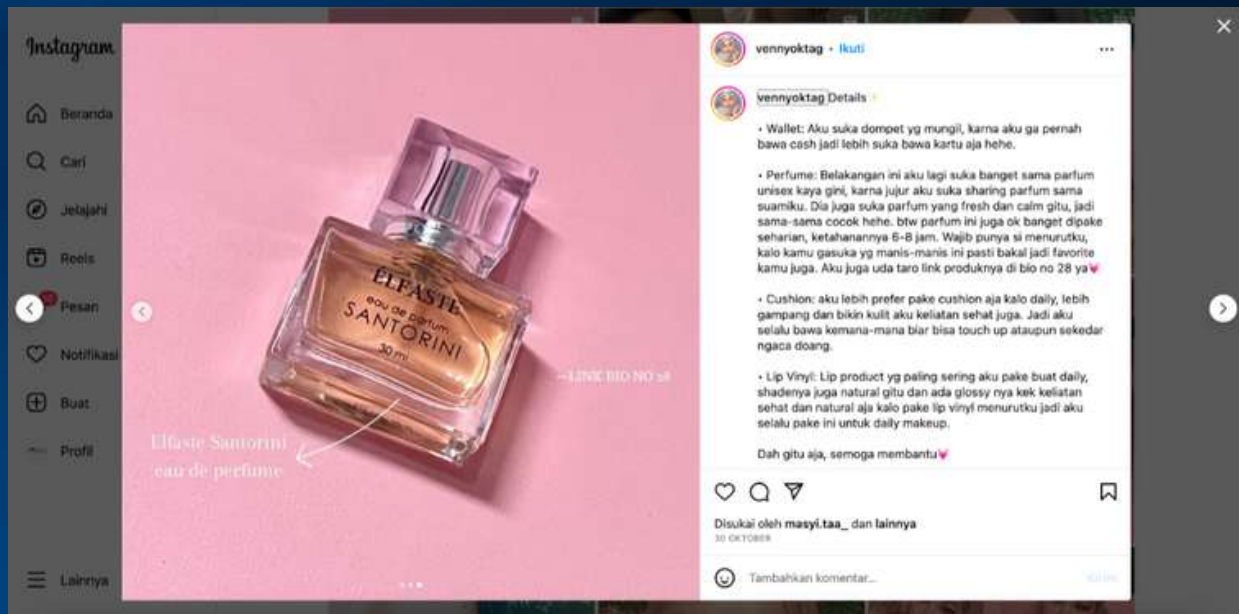 Instagram
Beranda
Cari
Jelajahi
Reels
Pesan
Notifikasi
Buat
Profil
Lainnya
ELFASTE
eau de parfum
SANTORINI
30 ml
LINK BIO NO 28
Elfaste Santorini
eau de perfume
vennyoktag • Ikuti
vennyoktag Details
• Wallet: Aku suka dompet yg mungil, karna aku ga pernah
bawa cash jadi lebih suka bawa kartu aja hehe.
• Perfume: Belakangan ini aku lagi suka banget sama parfum
unisex kaya gini, karna jujur aku suka sharing parfum sama
suamiku. Dia juga suka parfum yang fresh dan calm gitu, jadi
sama-sama cocok hehe. btw parfum ini juga ok banget dipake
seharian, ketahanannya 6-8 jam. Wajib punya si menurutku,
kalo kamu gasuka yg manis-manis ini pasti bakal jadi favorite
kamu juga. Aku juga uda taro link produknya di bio no 28 ya💓
• Cushion: aku lebih prefer pake cushion aja kalo daily, lebih
gampang dan bikin kulit aku keliatan sehat juga. Jadi aku
selalu bawa kemana-mana biar bisa touch up ataupun sekedar
ngaca doang.
• Lip Vinyl: Lip product yg paling sering aku pake buat daily,
shadenya juga natural gitu dan ada glossy nya kek keliatan
sehat dan natural aja kalo pake lip vinyl menurutku jadi aku
selalu pake ini untuk daily makeup.
Dah gitu aja, semoga membantu💓
Disukai oleh masyi.taa_ dan lainnya
30 OKTOBER
Tambahkan komentar...